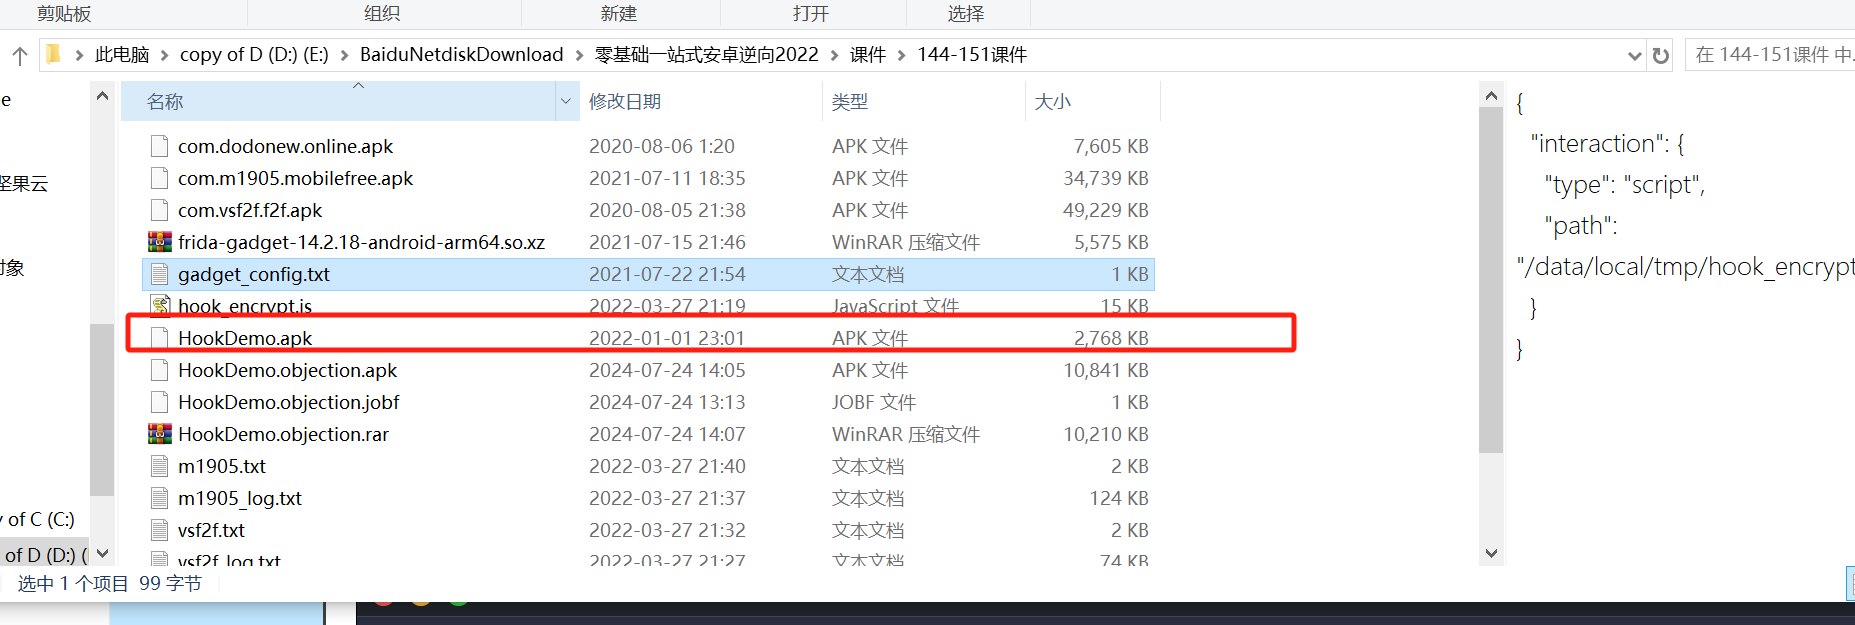 剪贴板 组织 新建 打开 选择
此电脑 copy of D (D:) (E:) BaiduNetdiskDownload 零基础一站式安卓逆向2022 课件 144-151课件 在 144-151课件 中
名称 修改日期 类型 大小
com.dodonew.online.apk 2020-08-06 1:20 APK 文件 7,605 KB
com.m1905.mobilefree.apk 2021-07-11 18:35 APK 文件 34,739 KB
com.vsf2f.f2f.apk 2020-08-05 21:38 APK 文件 49,229 KB
frida-gadget-14.2.18-android-arm64.so.xz 2021-07-15 21:46 WinRAR 压缩文件 5,575 KB
gadget_config.txt 2021-07-22 21:54 文本文档 1 KB
hook_encrypt.js 2022-03-27 21:19 JavaScript 文件 15 KB
HookDemo.apk 2022-01-01 23:01 APK 文件 2,768 KB
HookDemo.objection.apk 2024-07-24 14:05 APK 文件 10,841 KB
HookDemo.objection.jobf 2024-07-24 13:13 JOBF 文件 1 KB
HookDemo.objection.rar 2024-07-24 14:07 WinRAR 压缩文件 10,210 KB
m1905.txt 2022-03-27 21:40 文本文档 2 KB
m1905_log.txt 2022-03-27 21:37 文本文档 124 KB
vsf2f.txt 2022-03-27 21:32 文本文档 2 KB
vsf2f_log.txt 2022-03-27 21:27 文本文档 74 KB
e
坚果云
对象
y of C (C:)
of D (D:) (
{
"interaction": {
"type": "script",
"path":
"/data/local/tmp/hook_encrypt
}
}
选中 1 个项目 99 字节